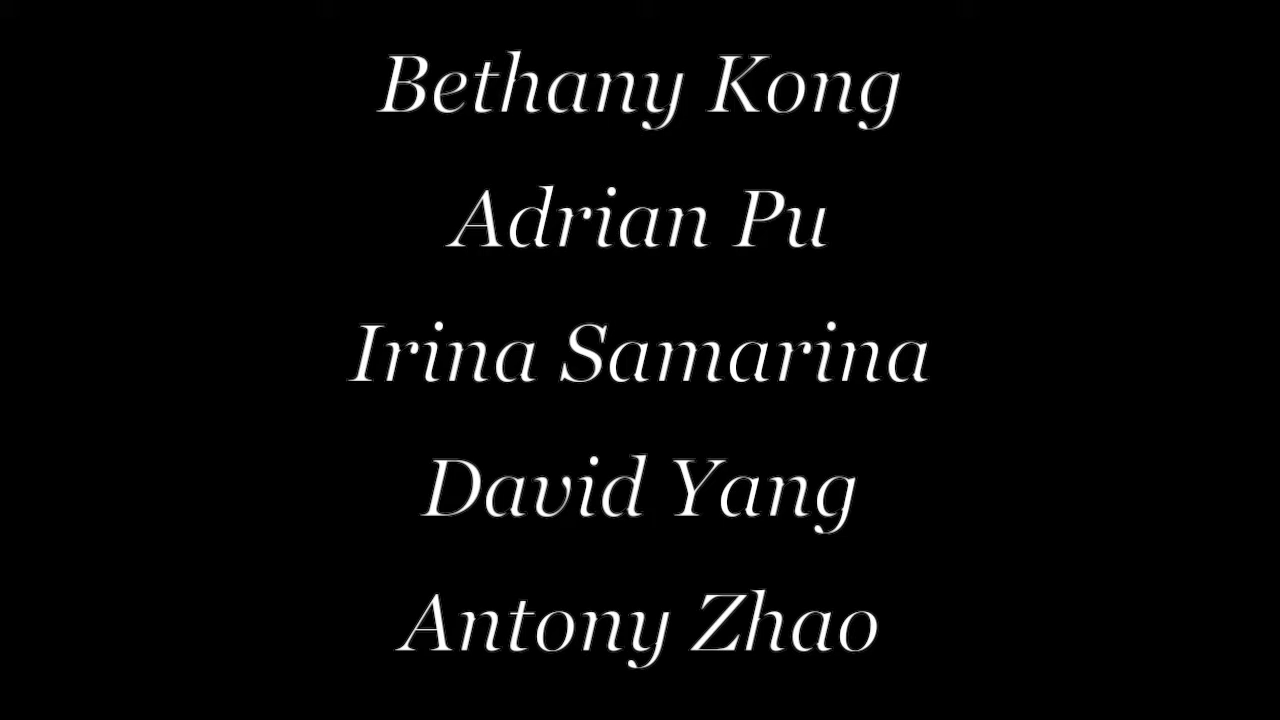 Bethany Kong
Adrian Pu
Irina Samarina
David Yang
Antony Zhao